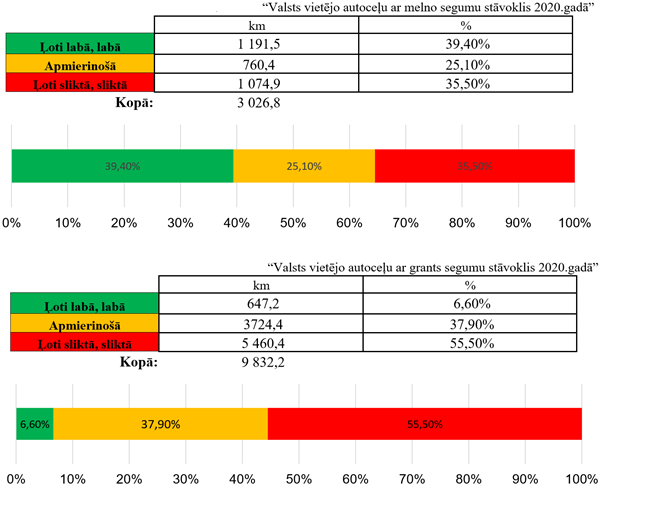 “Valsts vietējo autoceļu ar melno segumu stāvoklis 2020.gadā”
km %
Ļoti labā, labā 1 191,5 39,40%
Apmierinošā 760,4 25,10%
Ļoti sliktā, sliktā 1 074,9 35,50%
Kopā: 3 026,8
39,40% 25,10% 35,50%
0% 10% 20% 30% 40% 50% 60% 70% 80% 90% 100%
“Valsts vietējo autoceļu ar grants segumu stāvoklis 2020.gadā”
km %
Ļoti labā, labā 647,2 6,60%
Apmierinošā 3724,4 37,90%
Ļoti sliktā, sliktā 5 460,4 55,50%
Kopā: 9 832,2
6,60% 37,90% 55,50%
0% 10% 20% 30% 40% 50% 60% 70% 80% 90% 100%